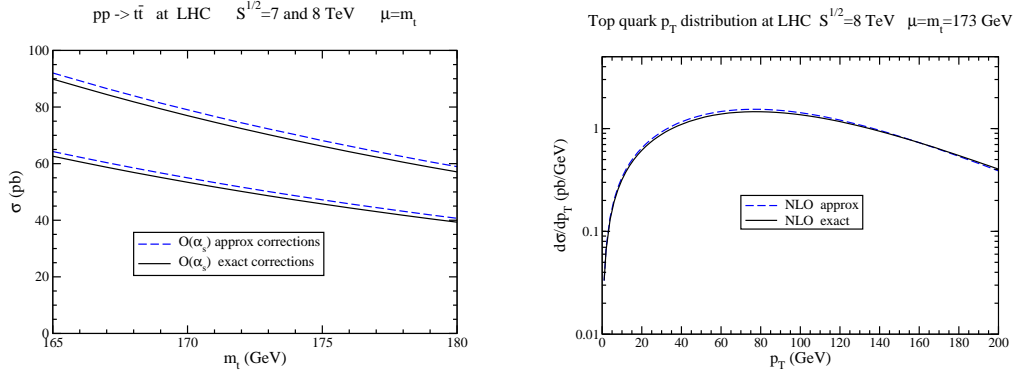 pp -> tt̄ at LHC S^{1/2}=7 and 8 TeV μ=m_t
100
80
60
40
20
0
σ (pb)
O(α_s) approx corrections
O(α_s) exact corrections
165
170
175
180
m_t (GeV)
Top quark p_T distribution at LHC S^{1/2}=8 TeV μ=m_t=173 GeV
1
0.1
0.01
dσ/dp_T (pb/GeV)
NLO approx
NLO exact
0 20 40 60 80 100 120 140 160 180 200
p_T (GeV)